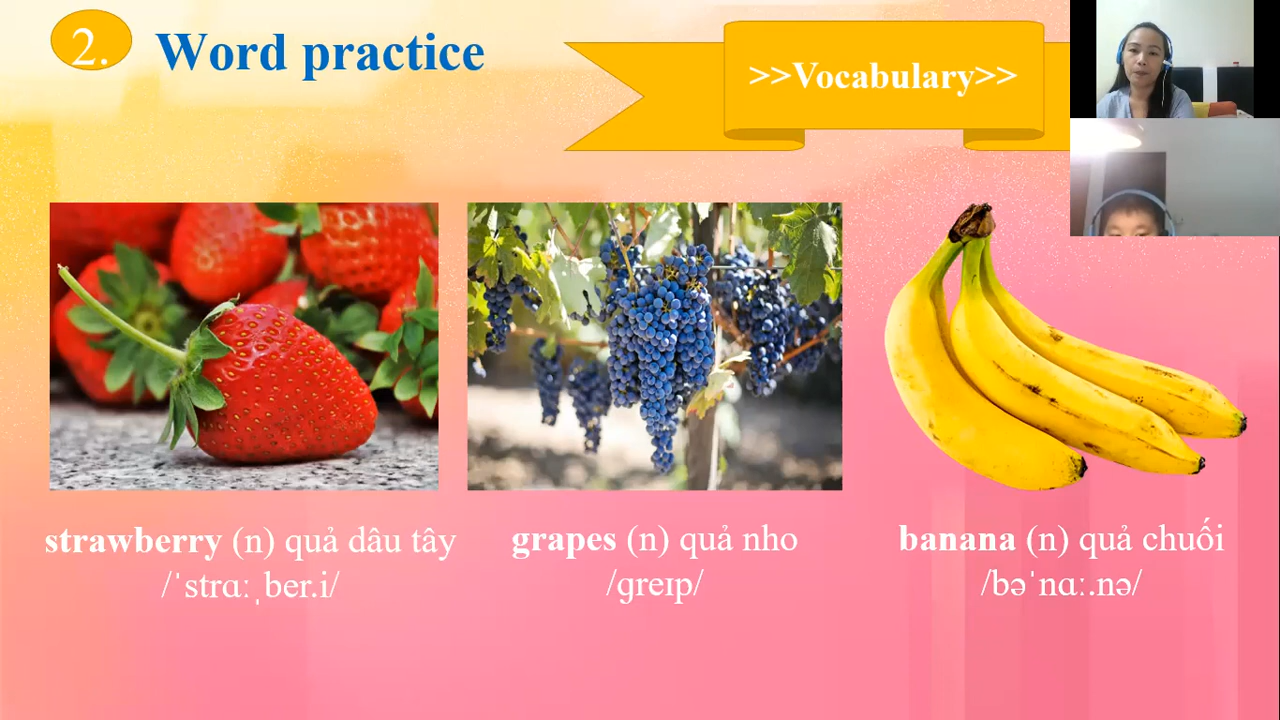 2.
Word practice
>>Vocabulary>>
strawberry (n) quả dâu tây
/ˈstrɑːˌber.i/
grapes (n) quả nho
/ɡreɪp/
banana (n) quả chuối
/bəˈnɑː.nə/